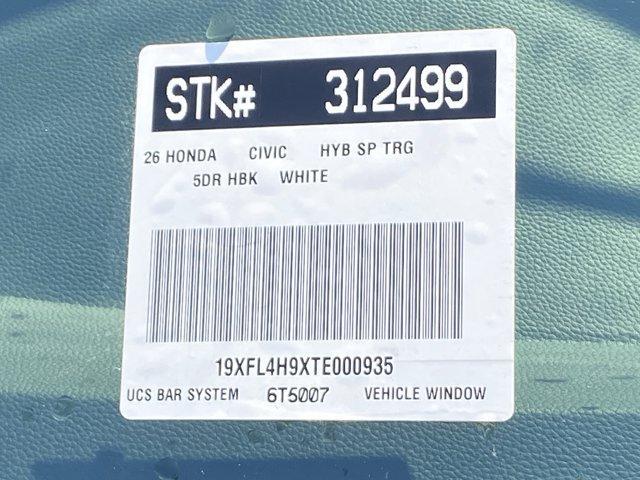 STK# 312499
26 HONDA CIVIC HYB SP TRG
5DR HBK WHITE
19XFL4H9XTE000935
UCS BAR SYSTEM 6T5007 VEHICLE WINDOW